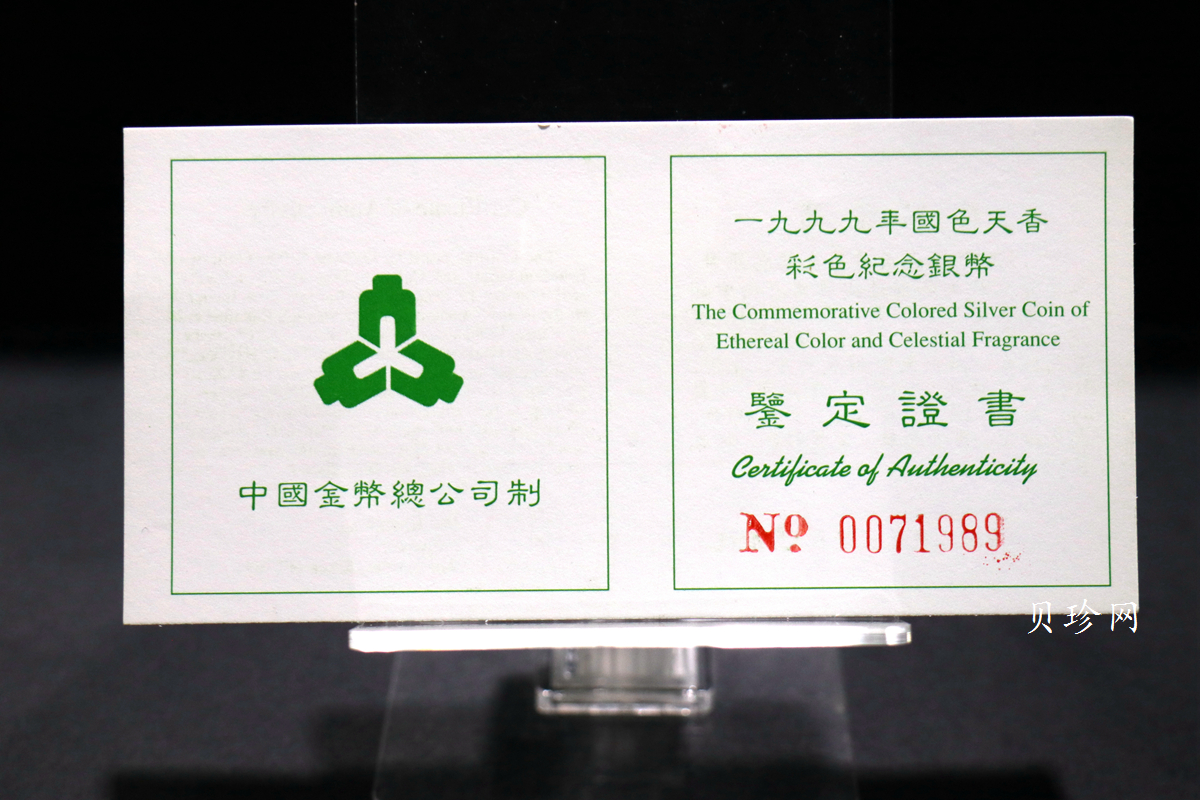 中國金幣總公司制
一九九九年國色天香
彩色紀念銀幣
The Commemorative Colored Silver Coin of
Ethereal Color and Celestial Fragrance
鑒定證書
Certificate of Authenticity
Nº 0071989
贝珍网